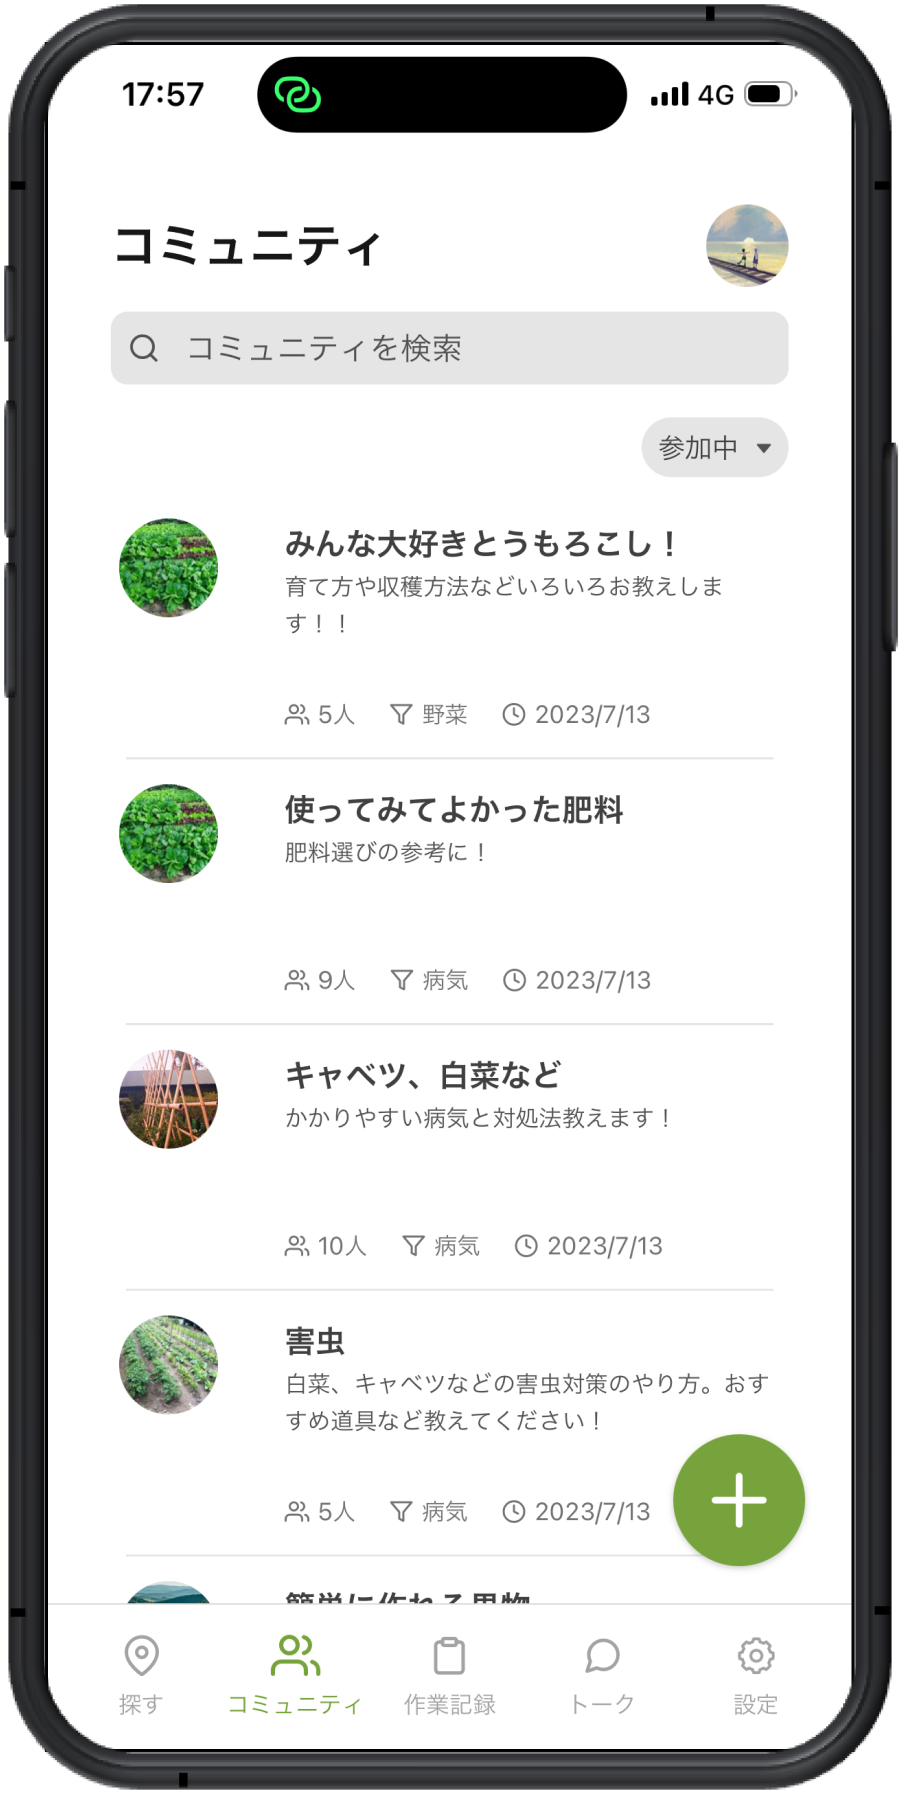 17:57
4G
コミュニティ
コミュニティを検索
参加中
みんな大好きとうもろこし！
育て方や収穫方法などいろいろお教えしま
す！！
5人 野菜 2023/7/13
使ってみてよかった肥料
肥料選びの参考に！
9人 病気 2023/7/13
キャベツ、白菜など
かかりやすい病気と対処法教えます！
10人 病気 2023/7/13
害虫
白菜、キャベツなどの害虫対策のやり方。おす
すめ道具など教えてください！
5人 病気 2023/7/13
簡単に作れる果物
探す コミュニティ 作業記録 トーク 設定